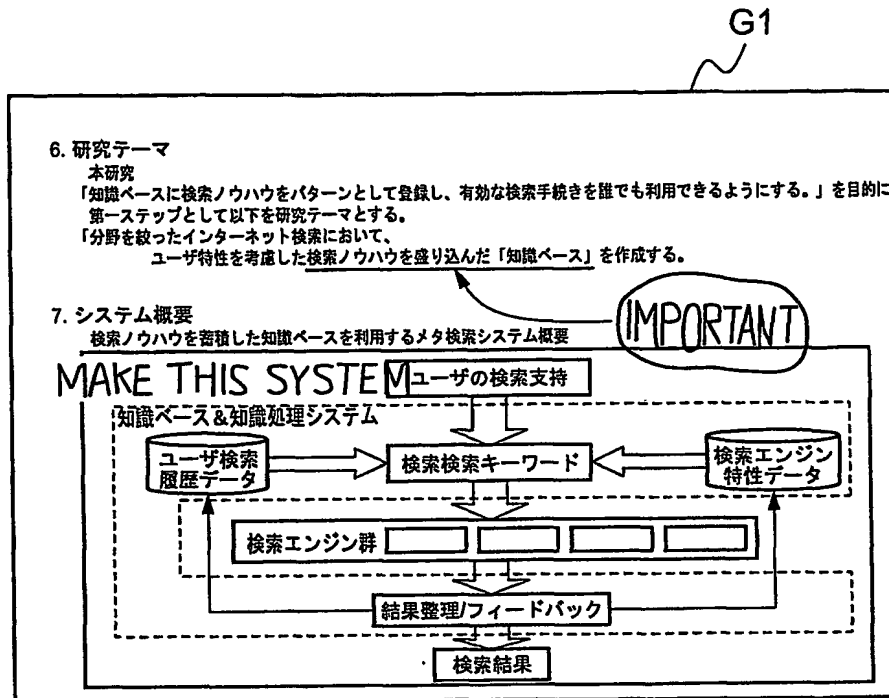 G1
6. 研究テーマ
本研究
「知識ベースに検索ノウハウをパターンとして登録し、有効な検索手続きを誰でも利用できるようにする。」を目的に
第一ステップとして以下を研究テーマとする。
「分野を絞ったインターネット検索において、
ユーザ特性を考慮した検索ノウハウを盛り込んだ「知識ベース」を作成する。
IMPORTANT
7. システム概要
検索ノウハウを蓄積した知識ベースを利用するメタ検索システム概要
MAKE THIS SYSTEM
ユーザの検索支持
知識ベース&知識処理システム
ユーザ検索
履歴データ
検索検索キーワード
検索エンジン
特性データ
検索エンジン群
結果整理/フィードバック
検索結果